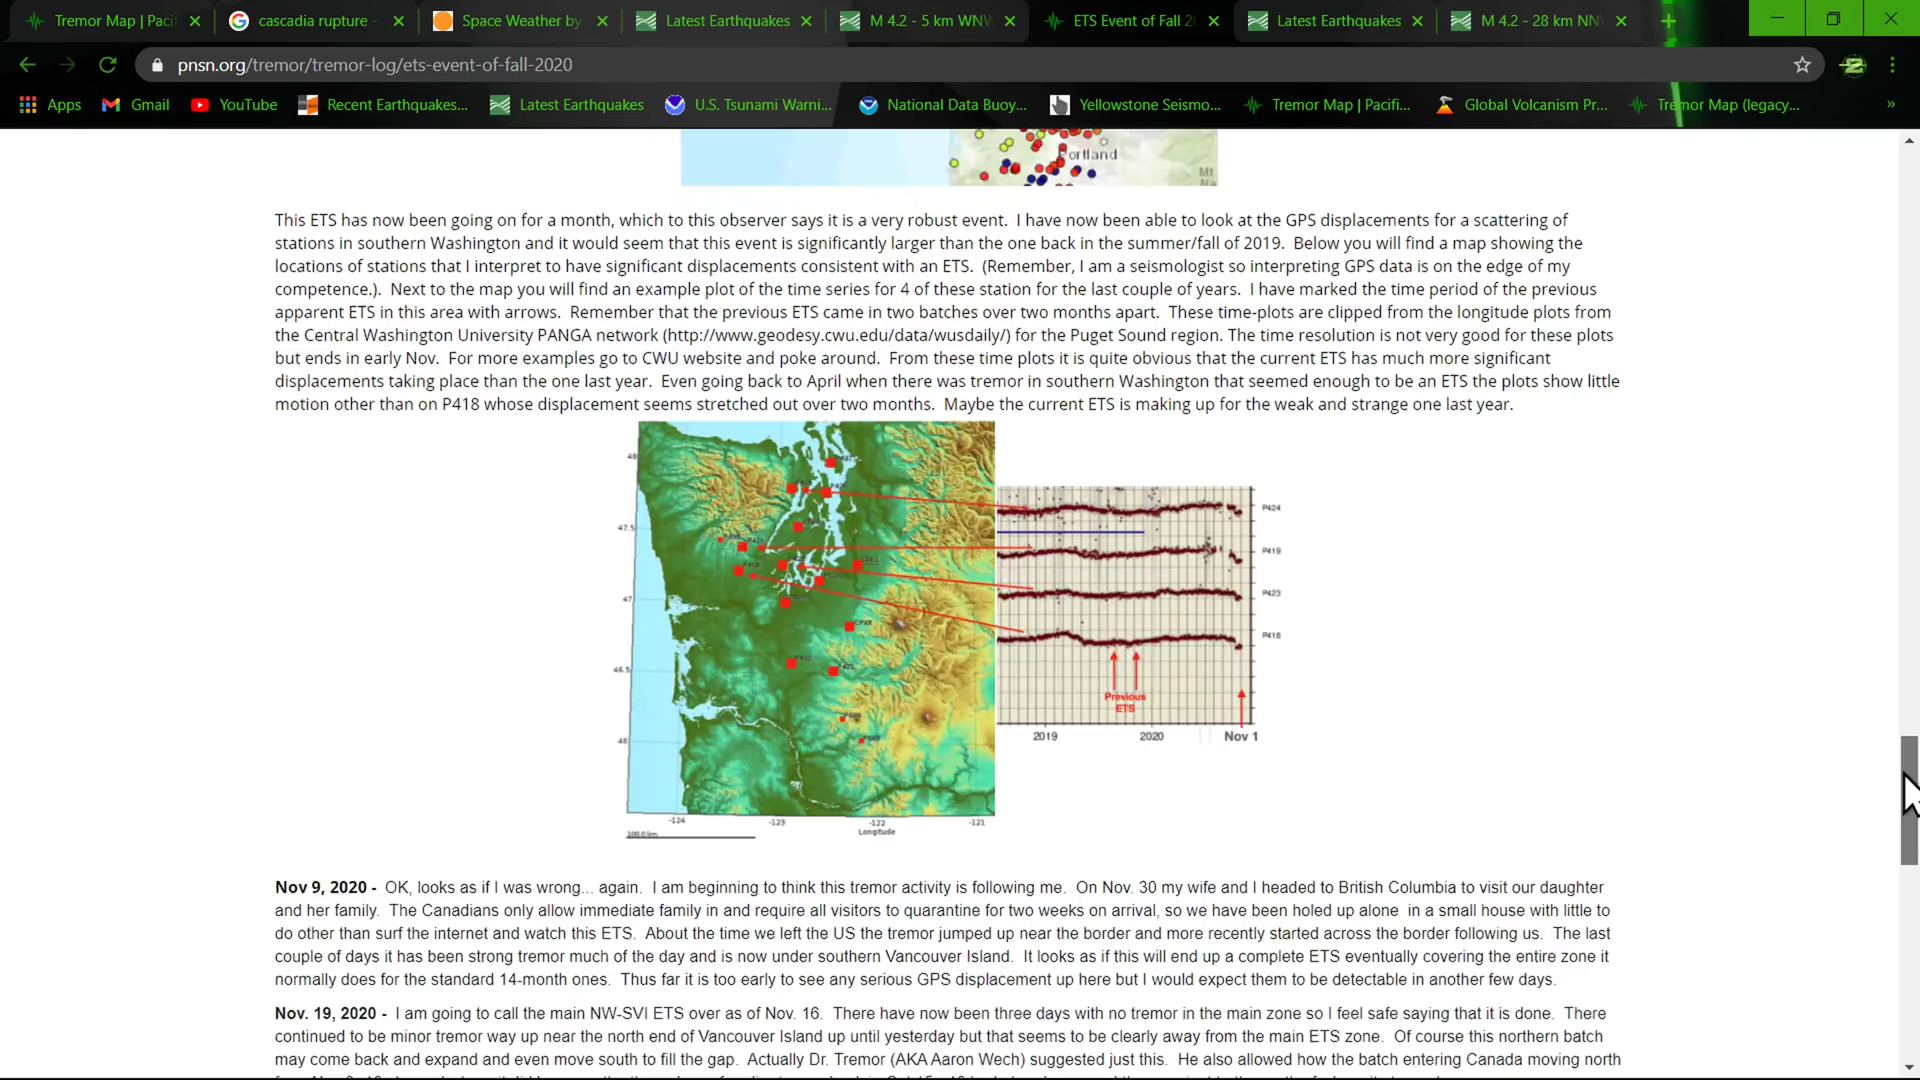 Tremor Map | Pacif
cascadia rupture -
Space Weather by
Latest Earthquakes
M 4.2 - 5 km WNW
ETS Event of Fall 2
Latest Earthquakes
M 4.2 - 28 km NNW
pnsn.org/tremor/tremor-log/ets-event-of-fall-2020
Apps
Gmail
YouTube
Recent Earthquakes...
Latest Earthquakes
U.S. Tsunami Warni...
National Data Buoy...
Yellowstone Seismo...
Tremor Map | Pacifi...
Global Volcanism Pr...
Tremor Map (legacy...
»
Portland
This ETS has now been going on for a month, which to this observer says it is a very robust event. I have now been able to look at the GPS displacements for a scattering of
stations in southern Washington and it would seem that this event is significantly larger than the one back in the summer/fall of 2019. Below you will find a map showing the
locations of stations that I interpret to have significant displacements consistent with an ETS. (Remember, I am a seismologist so interpreting GPS data is on the edge of my
competence.). Next to the map you will find an example plot of the time series for 4 of these station for the last couple of years. I have marked the time period of the previous
apparent ETS in this area with arrows. Remember that the previous ETS came in two batches over two months apart. These time-plots are clipped from the longitude plots from
the Central Washington University PANGA network (http://www.geodesy.cwu.edu/data/wusdaily/) for the Puget Sound region. The time resolution is not very good for these plots
but ends in early Nov. For more examples go to CWU website and poke around. From these time plots it is quite obvious that the current ETS has much more significant
displacements taking place than the one last year. Even going back to April when there was tremor in southern Washington that seemed enough to be an ETS the plots show little
motion other than on P418 whose displacement seems stretched out over two months. Maybe the current ETS is making up for the weak and strange one last year.
48
47.5
47
46.5
46
-124
-123
-122
-121
Longitude
100.0 km
P424
P419
P423
P418
Previous
ETS
2019
2020
Nov 1
Nov 9, 2020 - OK, looks as if I was wrong... again. I am beginning to think this tremor activity is following me. On Nov. 30 my wife and I headed to British Columbia to visit our daughter
and her family. The Canadians only allow immediate family in and require all visitors to quarantine for two weeks on arrival, so we have been holed up alone in a small house with little to
do other than surf the internet and watch this ETS. About the time we left the US the tremor jumped up near the border and more recently started across the border following us. The last
couple of days it has been strong tremor much of the day and is now under southern Vancouver Island. It looks as if this will end up a complete ETS eventually covering the entire zone it
normally does for the standard 14-month ones. Thus far it is too early to see any serious GPS displacement up here but I would expect them to be detectable in another few days.
Nov. 19, 2020 - I am going to call the main NW-SVI ETS over as of Nov. 16. There have now been three days with no tremor in the main zone so I feel safe saying that it is done. There
continued to be minor tremor way up near the north end of Vancouver Island up until yesterday but that seems to be clearly away from the main ETS zone. Of course this northern batch
may come back and expand and even move south to fill the gap. Actually Dr. Tremor (AKA Aaron Wech) suggested just this. He also allowed how the batch entering Canada moving north